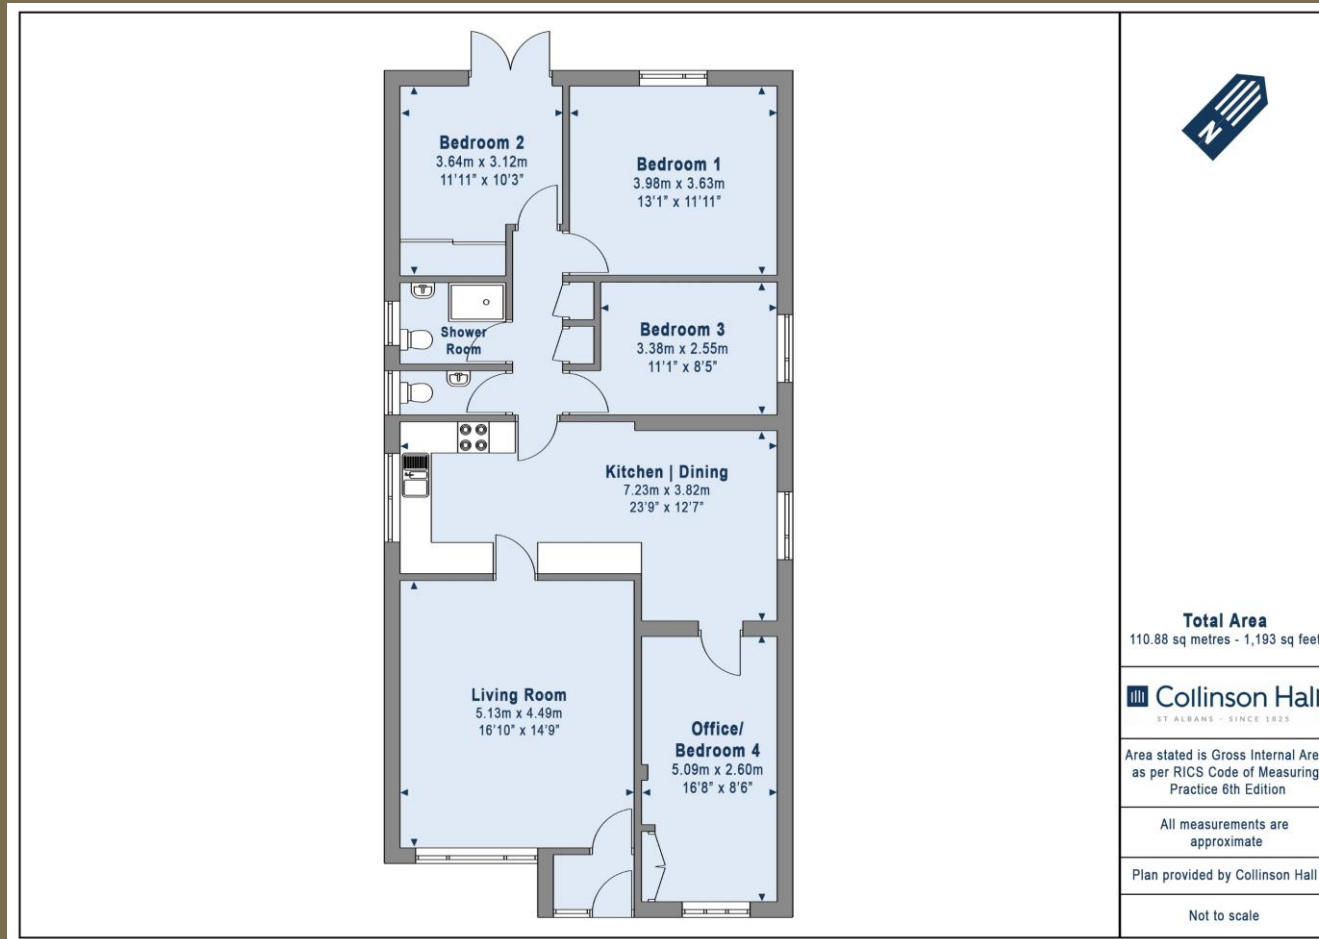 Bedroom 2
3.64m x 3.12m
11'11" x 10'3"
Bedroom 1
3.98m x 3.63m
13'1" x 11'11"
Shower
Room
Bedroom 3
3.38m x 2.55m
11'1" x 8'5"
Kitchen | Dining
7.23m x 3.82m
23'9" x 12'7"
Living Room
5.13m x 4.49m
16'10" x 14'9"
Office/
Bedroom 4
5.09m x 2.60m
16'8" x 8'6"
N
Total Area
110.88 sq metres - 1,193 sq feet
Collinson Hall
ST ALBANS - SINCE 1825
Area stated is Gross Internal Are
as per RICS Code of Measuring
Practice 6th Edition
All measurements are
approximate
Plan provided by Collinson Hall
Not to scale